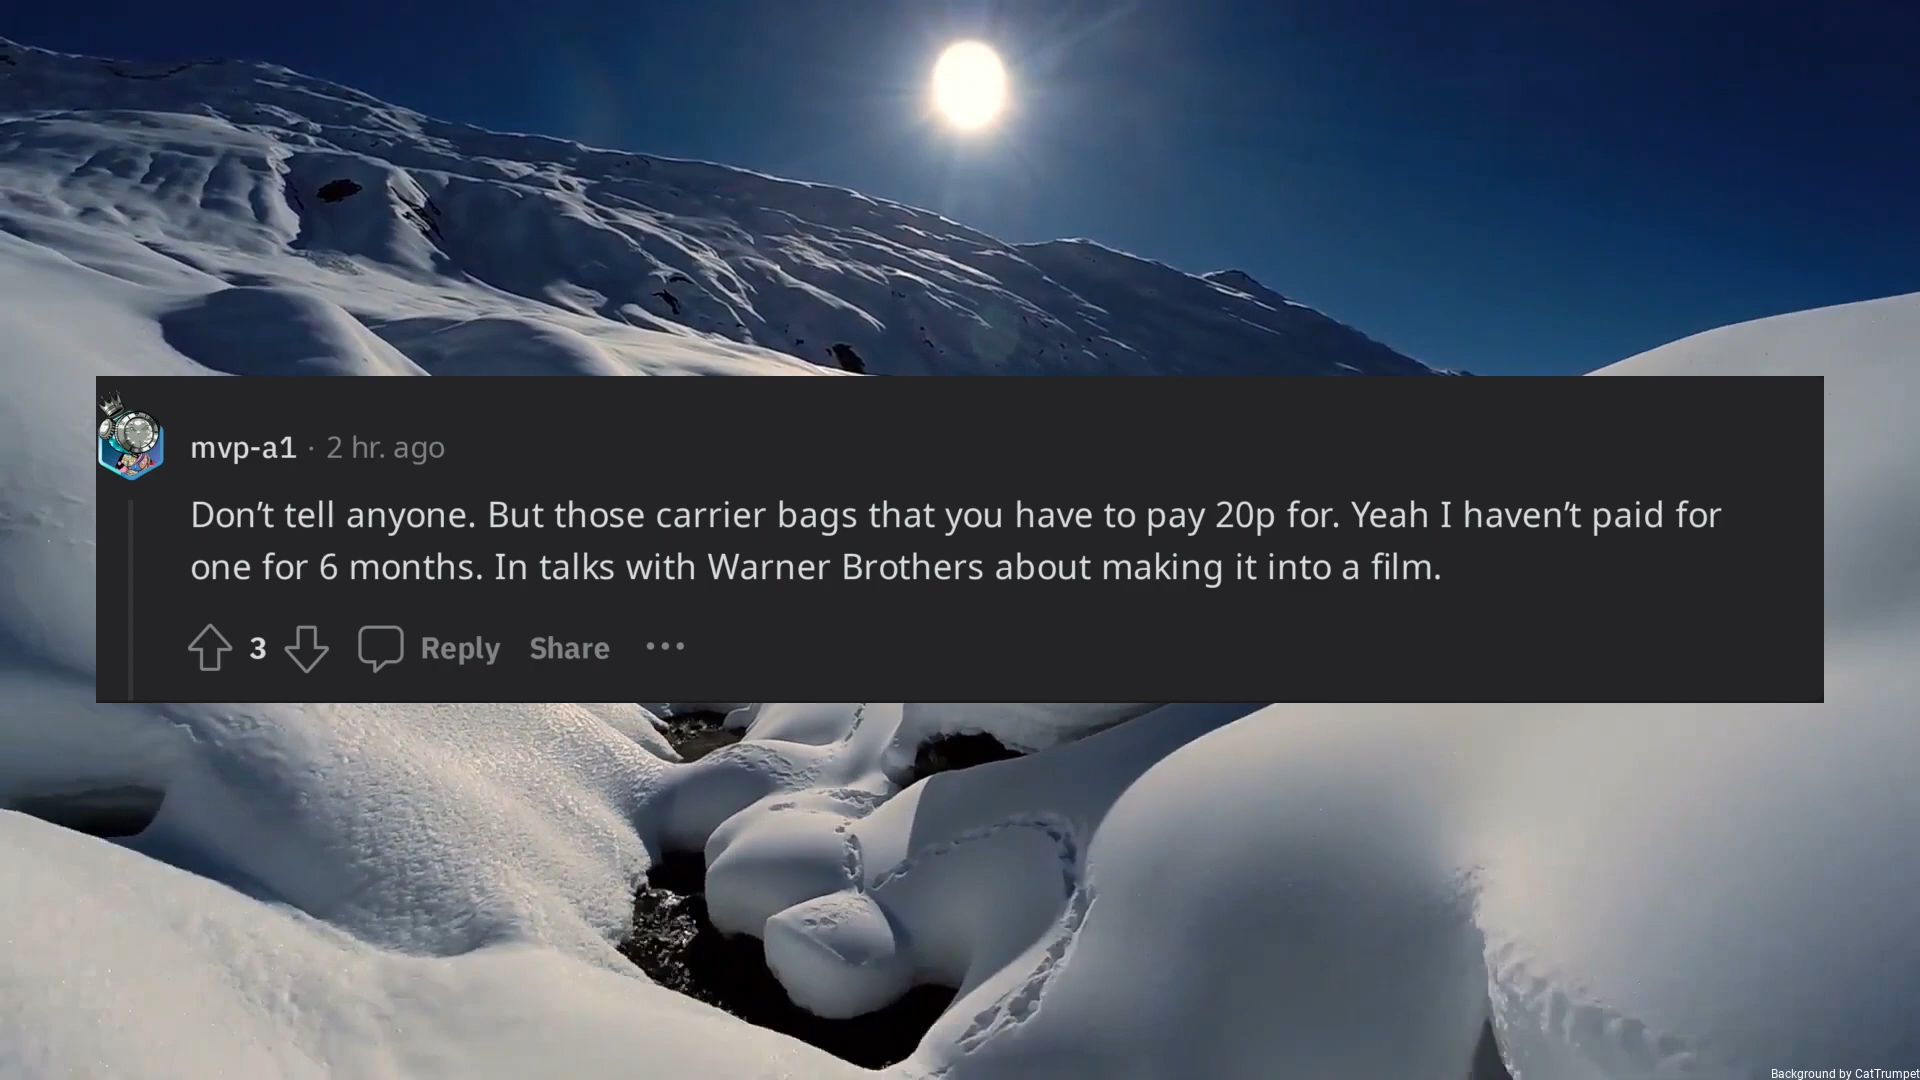 mvp-a1 · 2 hr. ago
Don’t tell anyone. But those carrier bags that you have to pay 20p for. Yeah I haven’t paid for
one for 6 months. In talks with Warner Brothers about making it into a film.
3 Reply Share •••
Background by CatTrumpet